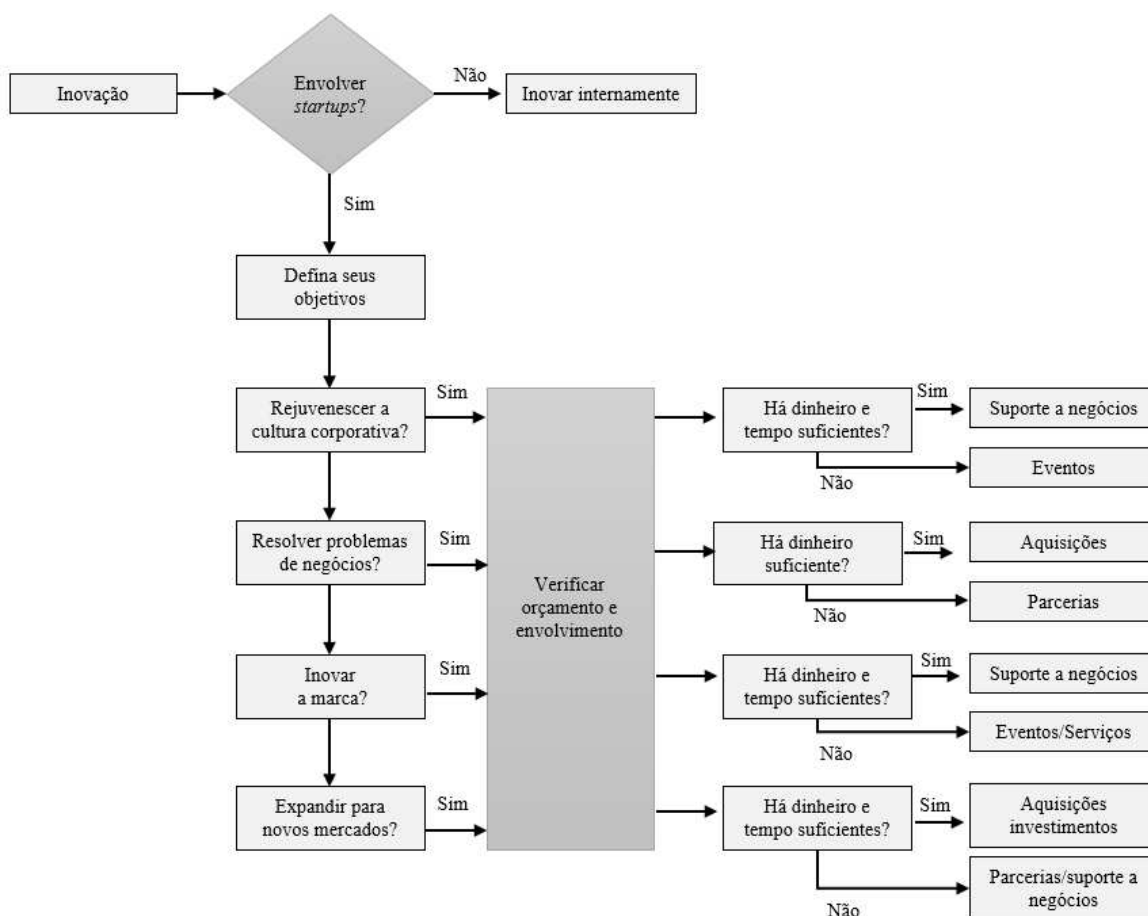 Inovação
Envolver
startups?
Não
Inovar internamente
Sim
Defina seus
objetivos
Rejuvenescer a
cultura corporativa?
Sim
Há dinheiro e
tempo suficientes?
Sim
Suporte a negócios
Não
Eventos
Resolver problemas
de negócios?
Sim
Há dinheiro
suficiente?
Sim
Aquisições
Não
Parcerias
Verificar
orçamento e
envolvimento
Inovar
a marca?
Sim
Há dinheiro e
tempo suficientes?
Sim
Suporte a negócios
Não
Eventos/Serviços
Expandir para
novos mercados?
Sim
Há dinheiro e
tempo suficientes?
Sim
Aquisições
investimentos
Não
Parcerias/suporte a
negócios